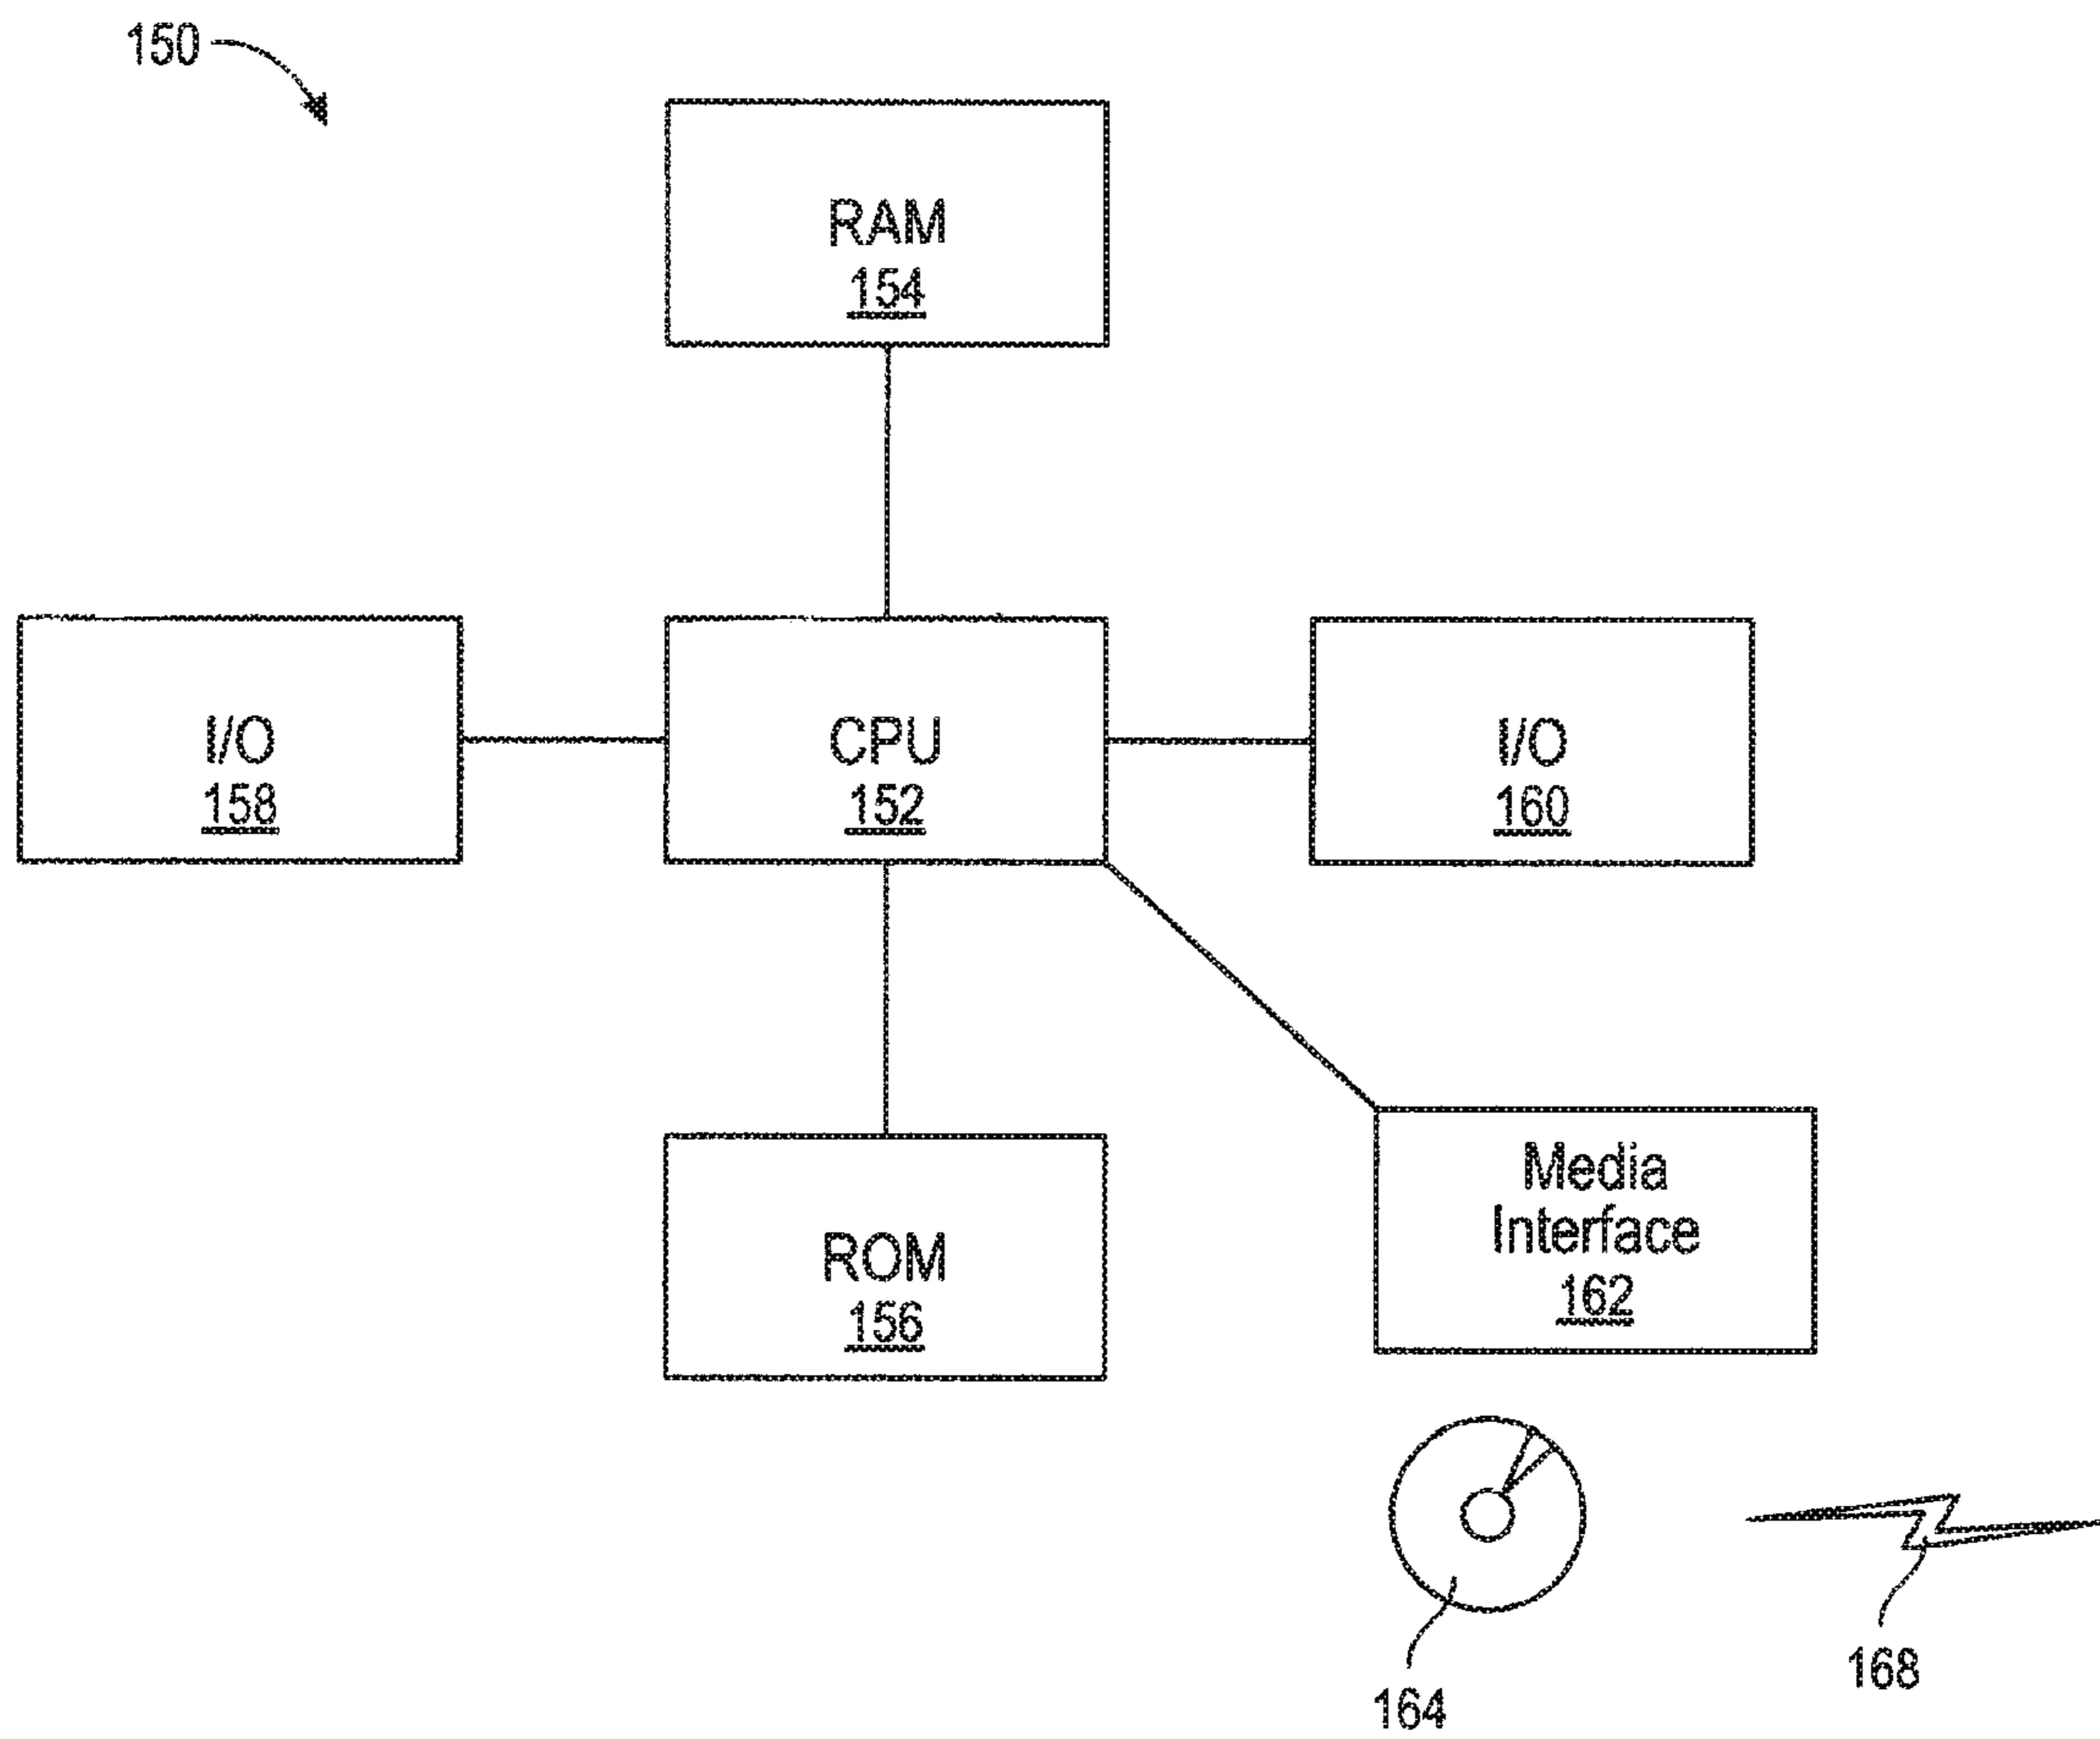 150
RAM
154
I/O
158
CPU
152
I/O
160
ROM
156
Media
Interface
162
164
168